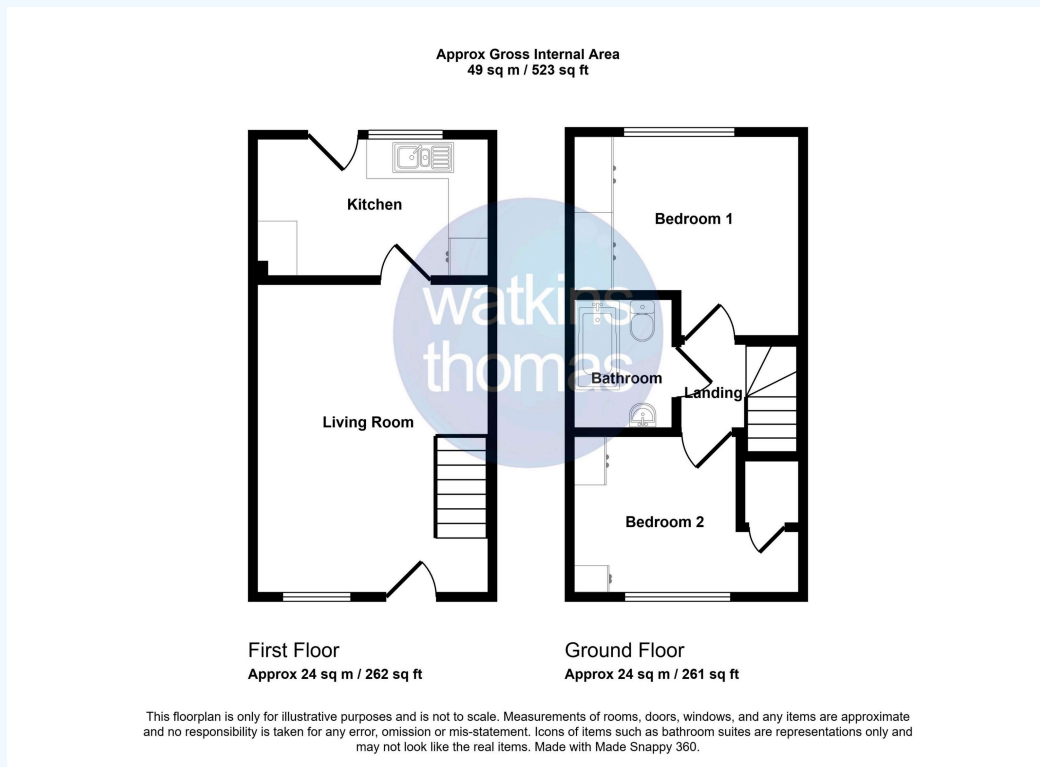 Approx Gross Internal Area
49 sq m / 523 sq ft
Kitchen
Living Room
Bedroom 1
Bathroom
Landing
Bedroom 2
watkins
thomas
First Floor
Approx 24 sq m / 262 sq ft
Ground Floor
Approx 24 sq m / 261 sq ft
This floorplan is only for illustrative purposes and is not to scale. Measurements of rooms, doors, windows, and any items are approximate
and no responsibility is taken for any error, omission or mis-statement. Icons of items such as bathroom suites are representations only and
may not look like the real items. Made with Made Snappy 360.